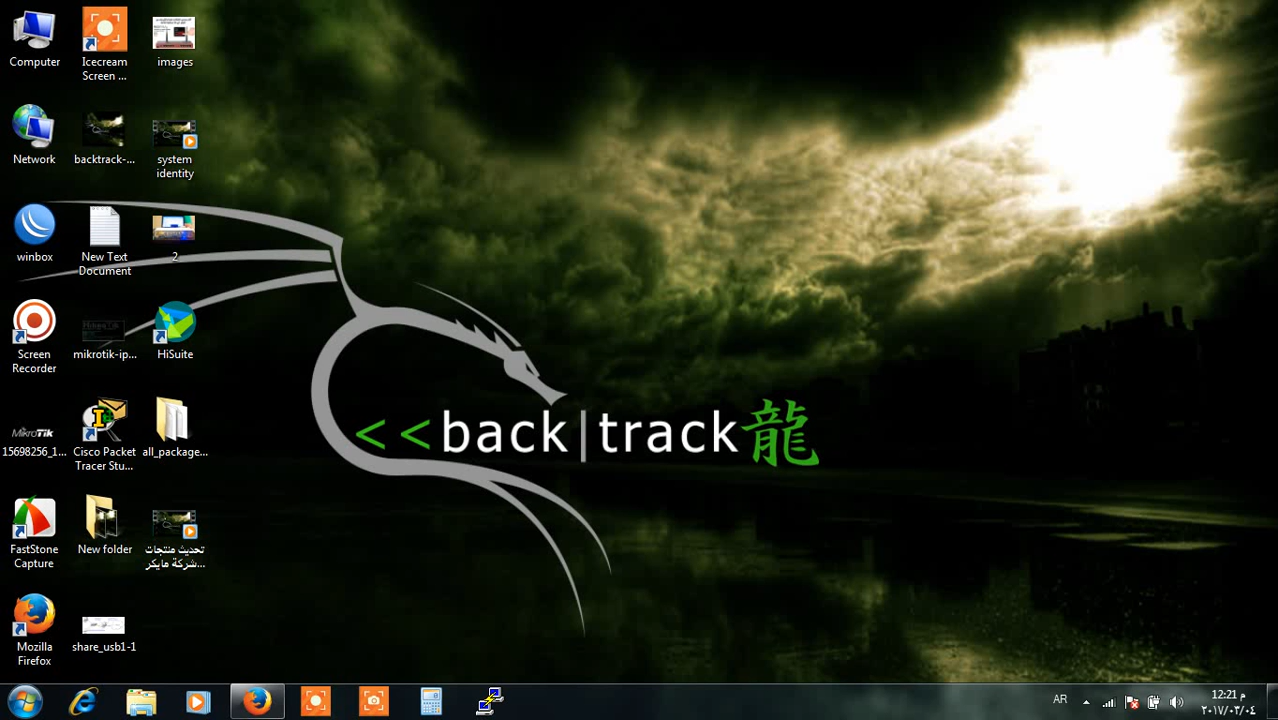 Computer
Icecream
Screen ...
images
Network
backtrack-...
system
identity
winbox
New Text
Document
2
Screen
Recorder
mikrotik-ip...
HiSuite
MikroTik
15698256_1...
Cisco Packet
Tracer Stu...
all_package...
FastStone
Capture
New folder
تحديث منتجات
شركة مايكر...
Mozilla
Firefox
share_usb1-1
<<back|track龍
AR
12:21 م
٢٠١٧/٠٣/٠٤